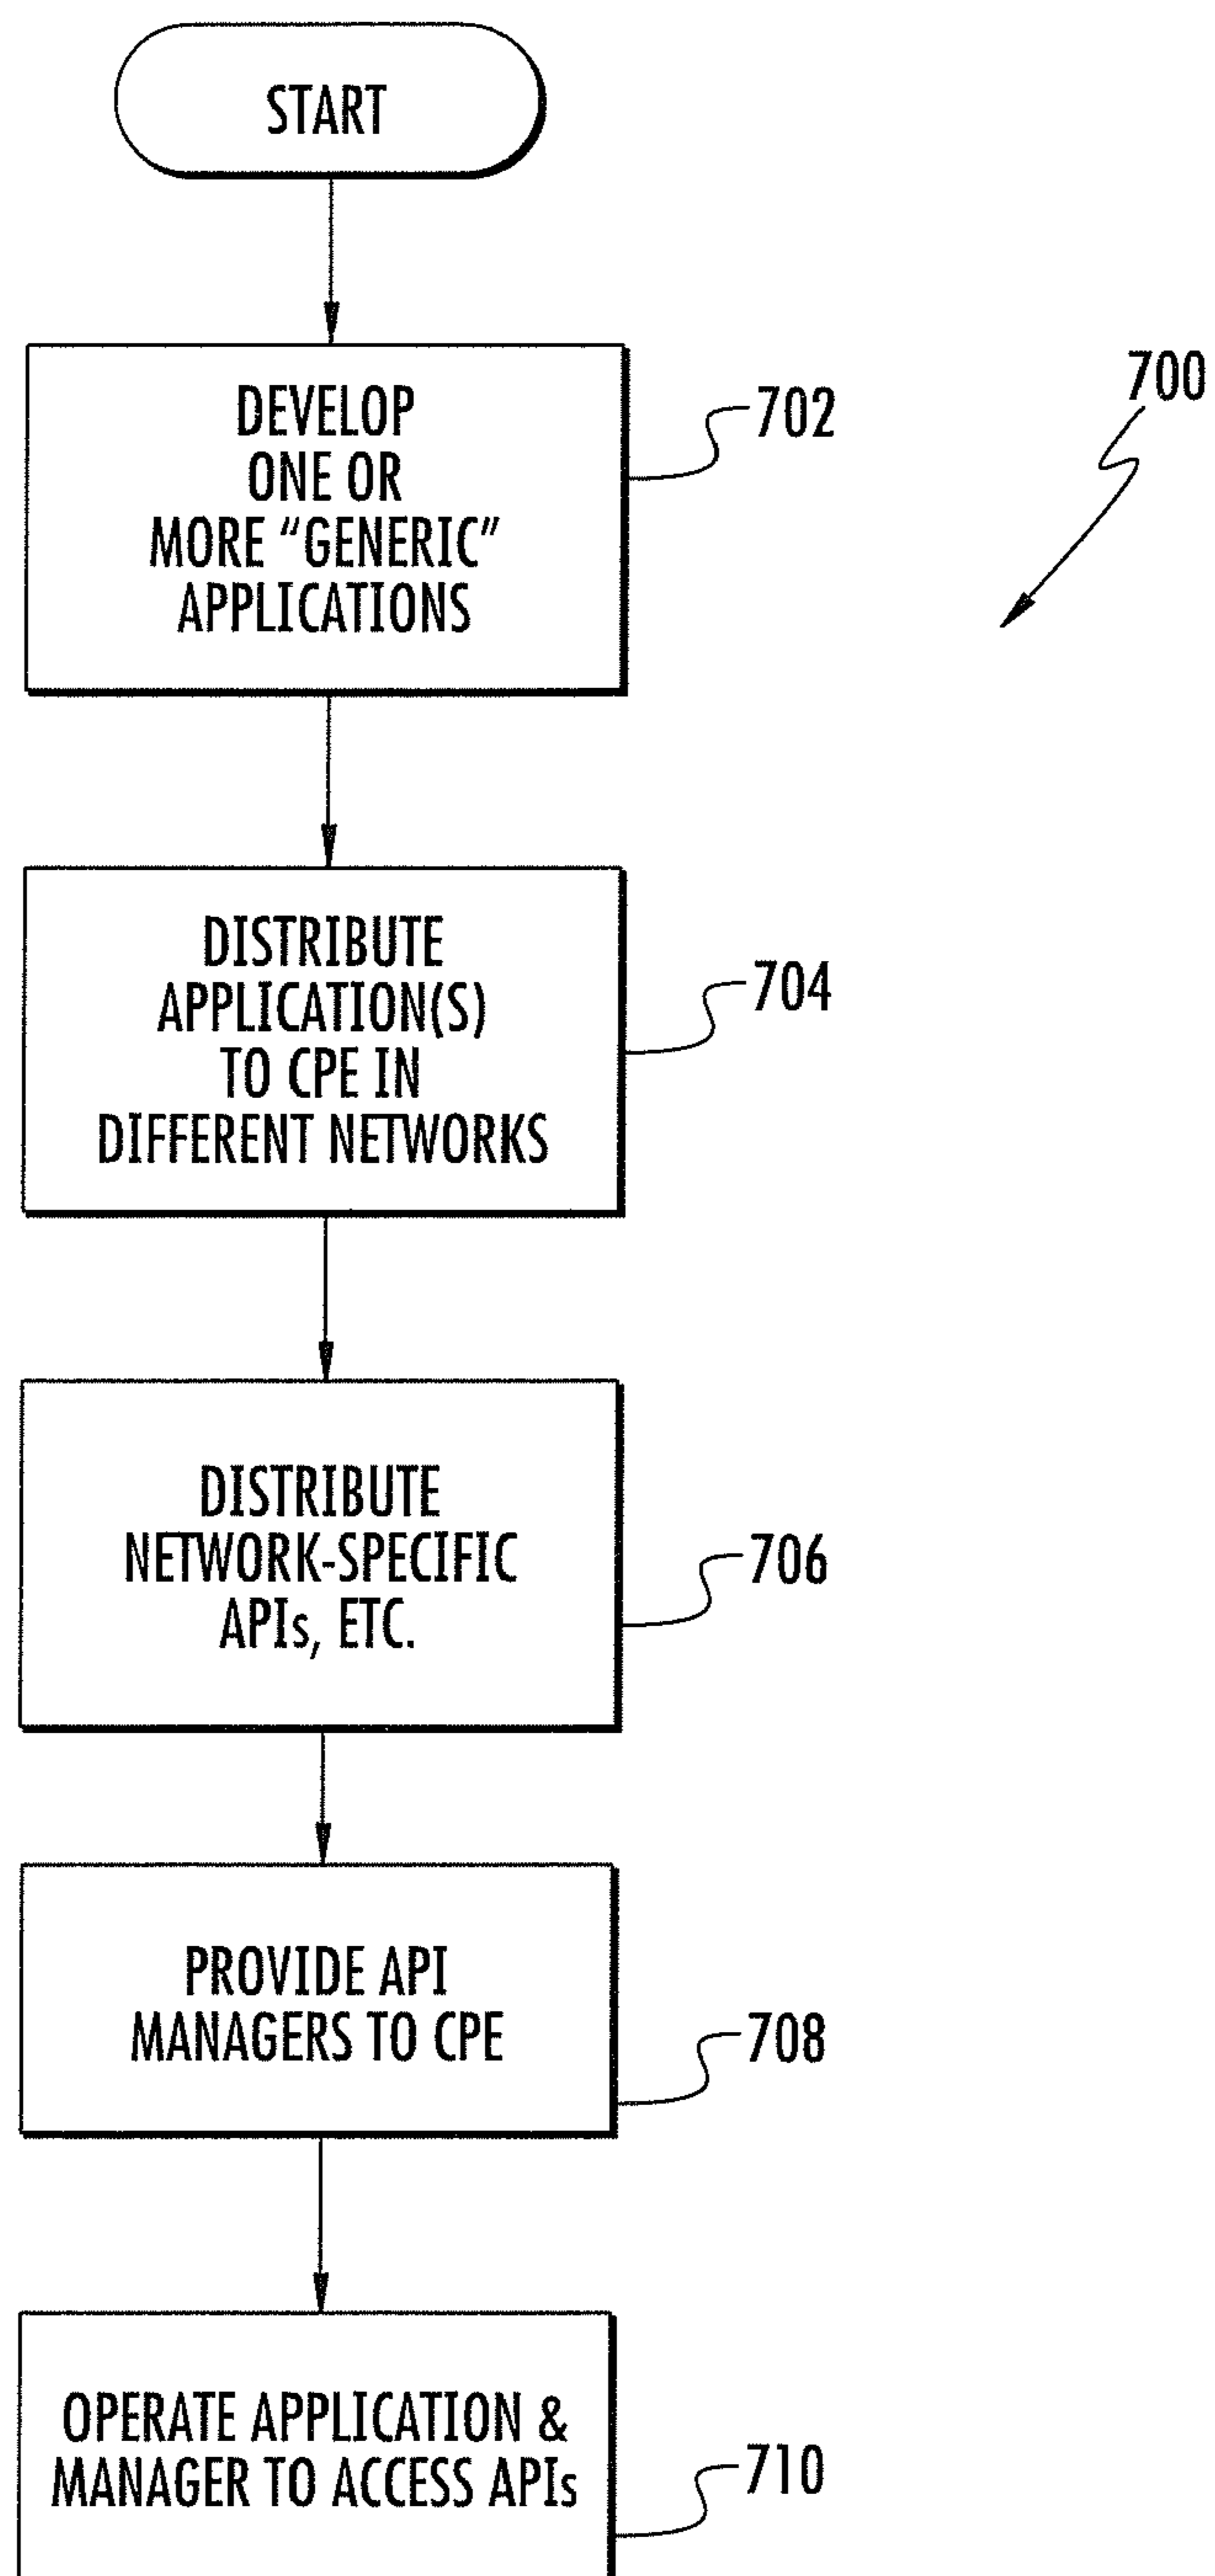 START
DEVELOP
ONE OR
MORE “GENERIC”
APPLICATIONS
702
700
DISTRIBUTE
APPLICATION(S)
TO CPE IN
DIFFERENT NETWORKS
704
DISTRIBUTE
NETWORK-SPECIFIC
APIs, ETC.
706
PROVIDE API
MANAGERS TO CPE
708
OPERATE APPLICATION &
MANAGER TO ACCESS APIs
710